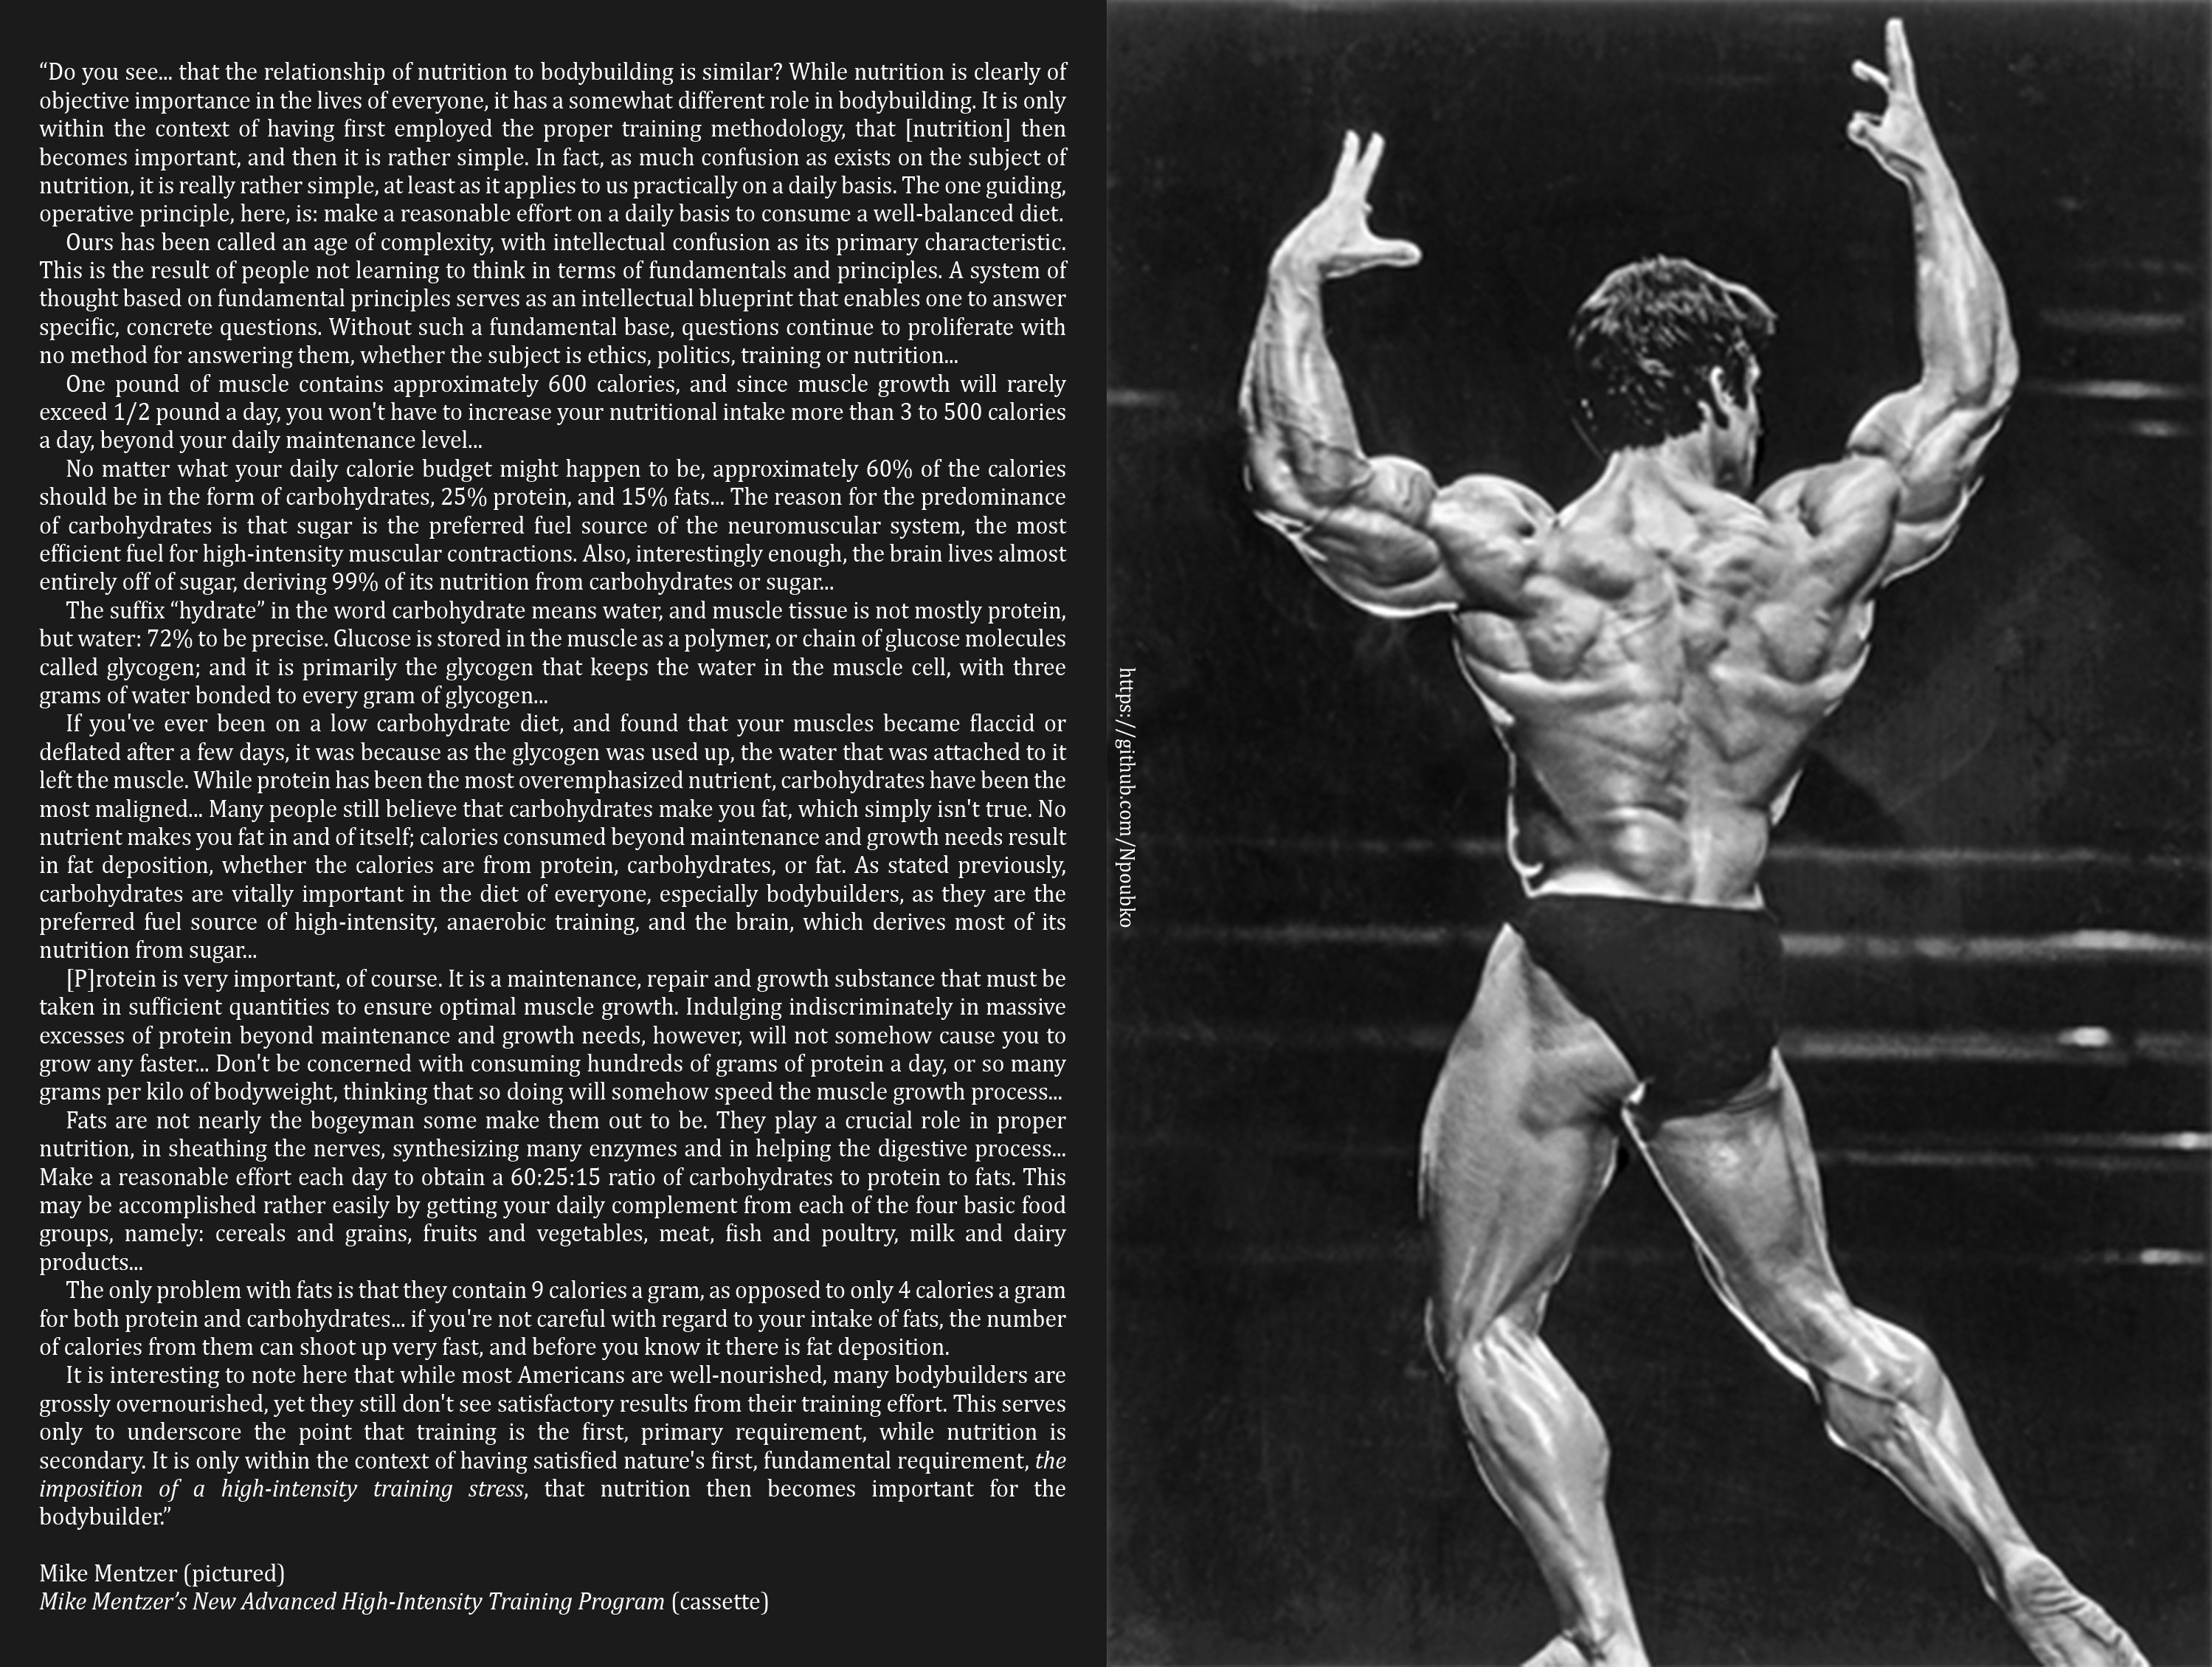 “Do you see... that the relationship of nutrition to bodybuilding is similar? While nutrition is clearly of
objective importance in the lives of everyone, it has a somewhat different role in bodybuilding. It is only
within the context of having first employed the proper training methodology, that [nutrition] then
becomes important, and then it is rather simple. In fact, as much confusion as exists on the subject of
nutrition, it is really rather simple, at least as it applies to us practically on a daily basis. The one guiding,
operative principle, here, is: make a reasonable effort on a daily basis to consume a well-balanced diet.
Ours has been called an age of complexity, with intellectual confusion as its primary characteristic.
This is the result of people not learning to think in terms of fundamentals and principles. A system of
thought based on fundamental principles serves as an intellectual blueprint that enables one to answer
specific, concrete questions. Without such a fundamental base, questions continue to proliferate with
no method for answering them, whether the subject is ethics, politics, training or nutrition...
One pound of muscle contains approximately 600 calories, and since muscle growth will rarely
exceed 1/2 pound a day, you won't have to increase your nutritional intake more than 3 to 500 calories
a day, beyond your daily maintenance level...
No matter what your daily calorie budget might happen to be, approximately 60% of the calories
should be in the form of carbohydrates, 25% protein, and 15% fats... The reason for the predominance
of carbohydrates is that sugar is the preferred fuel source of the neuromuscular system, the most
efficient fuel for high-intensity muscular contractions. Also, interestingly enough, the brain lives almost
entirely off of sugar, deriving 99% of its nutrition from carbohydrates or sugar...
The suffix “hydrate” in the word carbohydrate means water, and muscle tissue is not mostly protein,
but water: 72% to be precise. Glucose is stored in the muscle as a polymer, or chain of glucose molecules
called glycogen; and it is primarily the glycogen that keeps the water in the muscle cell, with three
grams of water bonded to every gram of glycogen...
If you've ever been on a low carbohydrate diet, and found that your muscles became flaccid or
deflated after a few days, it was because as the glycogen was used up, the water that was attached to it
left the muscle. While protein has been the most overemphasized nutrient, carbohydrates have been the
most maligned... Many people still believe that carbohydrates make you fat, which simply isn't true. No
nutrient makes you fat in and of itself; calories consumed beyond maintenance and growth needs result
in fat deposition, whether the calories are from protein, carbohydrates, or fat. As stated previously,
carbohydrates are vitally important in the diet of everyone, especially bodybuilders, as they are the
preferred fuel source of high-intensity, anaerobic training, and the brain, which derives most of its
nutrition from sugar...
[P]rotein is very important, of course. It is a maintenance, repair and growth substance that must be
taken in sufficient quantities to ensure optimal muscle growth. Indulging indiscriminately in massive
excesses of protein beyond maintenance and growth needs, however, will not somehow cause you to
grow any faster... Don't be concerned with consuming hundreds of grams of protein a day, or so many
grams per kilo of bodyweight, thinking that so doing will somehow speed the muscle growth process...
Fats are not nearly the bogeyman some make them out to be. They play a crucial role in proper
nutrition, in sheathing the nerves, synthesizing many enzymes and in helping the digestive process...
Make a reasonable effort each day to obtain a 60:25:15 ratio of carbohydrates to protein to fats. This
may be accomplished rather easily by getting your daily complement from each of the four basic food
groups, namely: cereals and grains, fruits and vegetables, meat, fish and poultry, milk and dairy
products...
The only problem with fats is that they contain 9 calories a gram, as opposed to only 4 calories a gram
for both protein and carbohydrates... if you're not careful with regard to your intake of fats, the number
of calories from them can shoot up very fast, and before you know it there is fat deposition.
It is interesting to note here that while most Americans are well-nourished, many bodybuilders are
grossly overnourished, yet they still don't see satisfactory results from their training effort. This serves
only to underscore the point that training is the first, primary requirement, while nutrition is
secondary. It is only within the context of having satisfied nature's first, fundamental requirement, the
imposition of a high-intensity training stress, that nutrition then becomes important for the
bodybuilder.”
Mike Mentzer (pictured)
Mike Mentzer’s New Advanced High-Intensity Training Program (cassette)
https://github.com/Npoubko